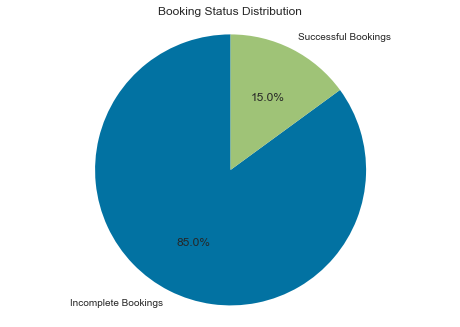 Booking Status Distribution
Successful Bookings
15.0%
85.0%
Incomplete Bookings